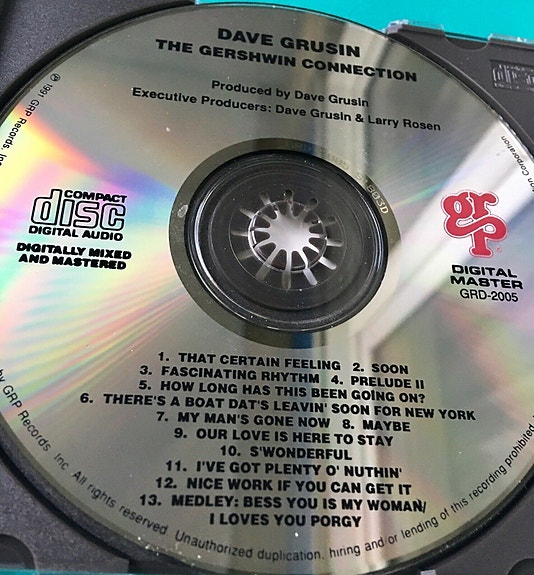 DAVE GRUSIN
THE GERSHWIN CONNECTION
Produced by Dave Grusin
Executive Producers: Dave Grusin & Larry Rosen
℗ 1991 GRP Records, Inc
Corporation
COMPACT
disc
DIGITAL AUDIO
DIGITALLY MIXED
AND MASTERED
grp
DIGITAL
MASTER
GRD-2005
1. THAT CERTAIN FEELING 2. SOON
3. FASCINATING RHYTHM 4. PRELUDE II
5. HOW LONG HAS THIS BEEN GOING ON?
6. THERE'S A BOAT DAT'S LEAVIN' SOON FOR NEW YORK
7. MY MAN'S GONE NOW 8. MAYBE
9. OUR LOVE IS HERE TO STAY
10. S'WONDERFUL
11. I'VE GOT PLENTY O' NUTHIN'
12. NICE WORK IF YOU CAN GET IT
13. MEDLEY: BESS YOU IS MY WOMAN/
I LOVES YOU PORGY
by GRP Records, Inc. All rights reserved. Unauthorized duplication, hiring and/or lending of this recording prohibited.